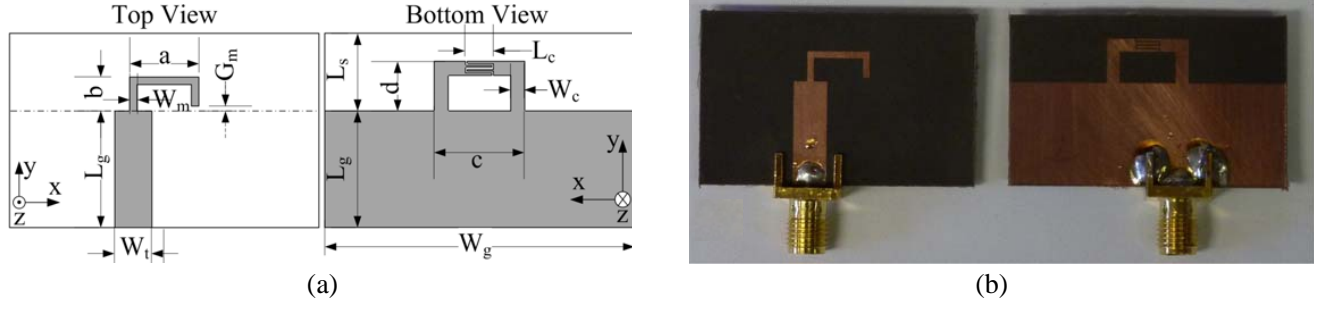 Top View
Bottom View
a
G_m
b
W_m
L_g
y
x
z
W_t
L_c
L_s
d
W_c
c
L_g
y
x
z
W_g
(a)
(b)